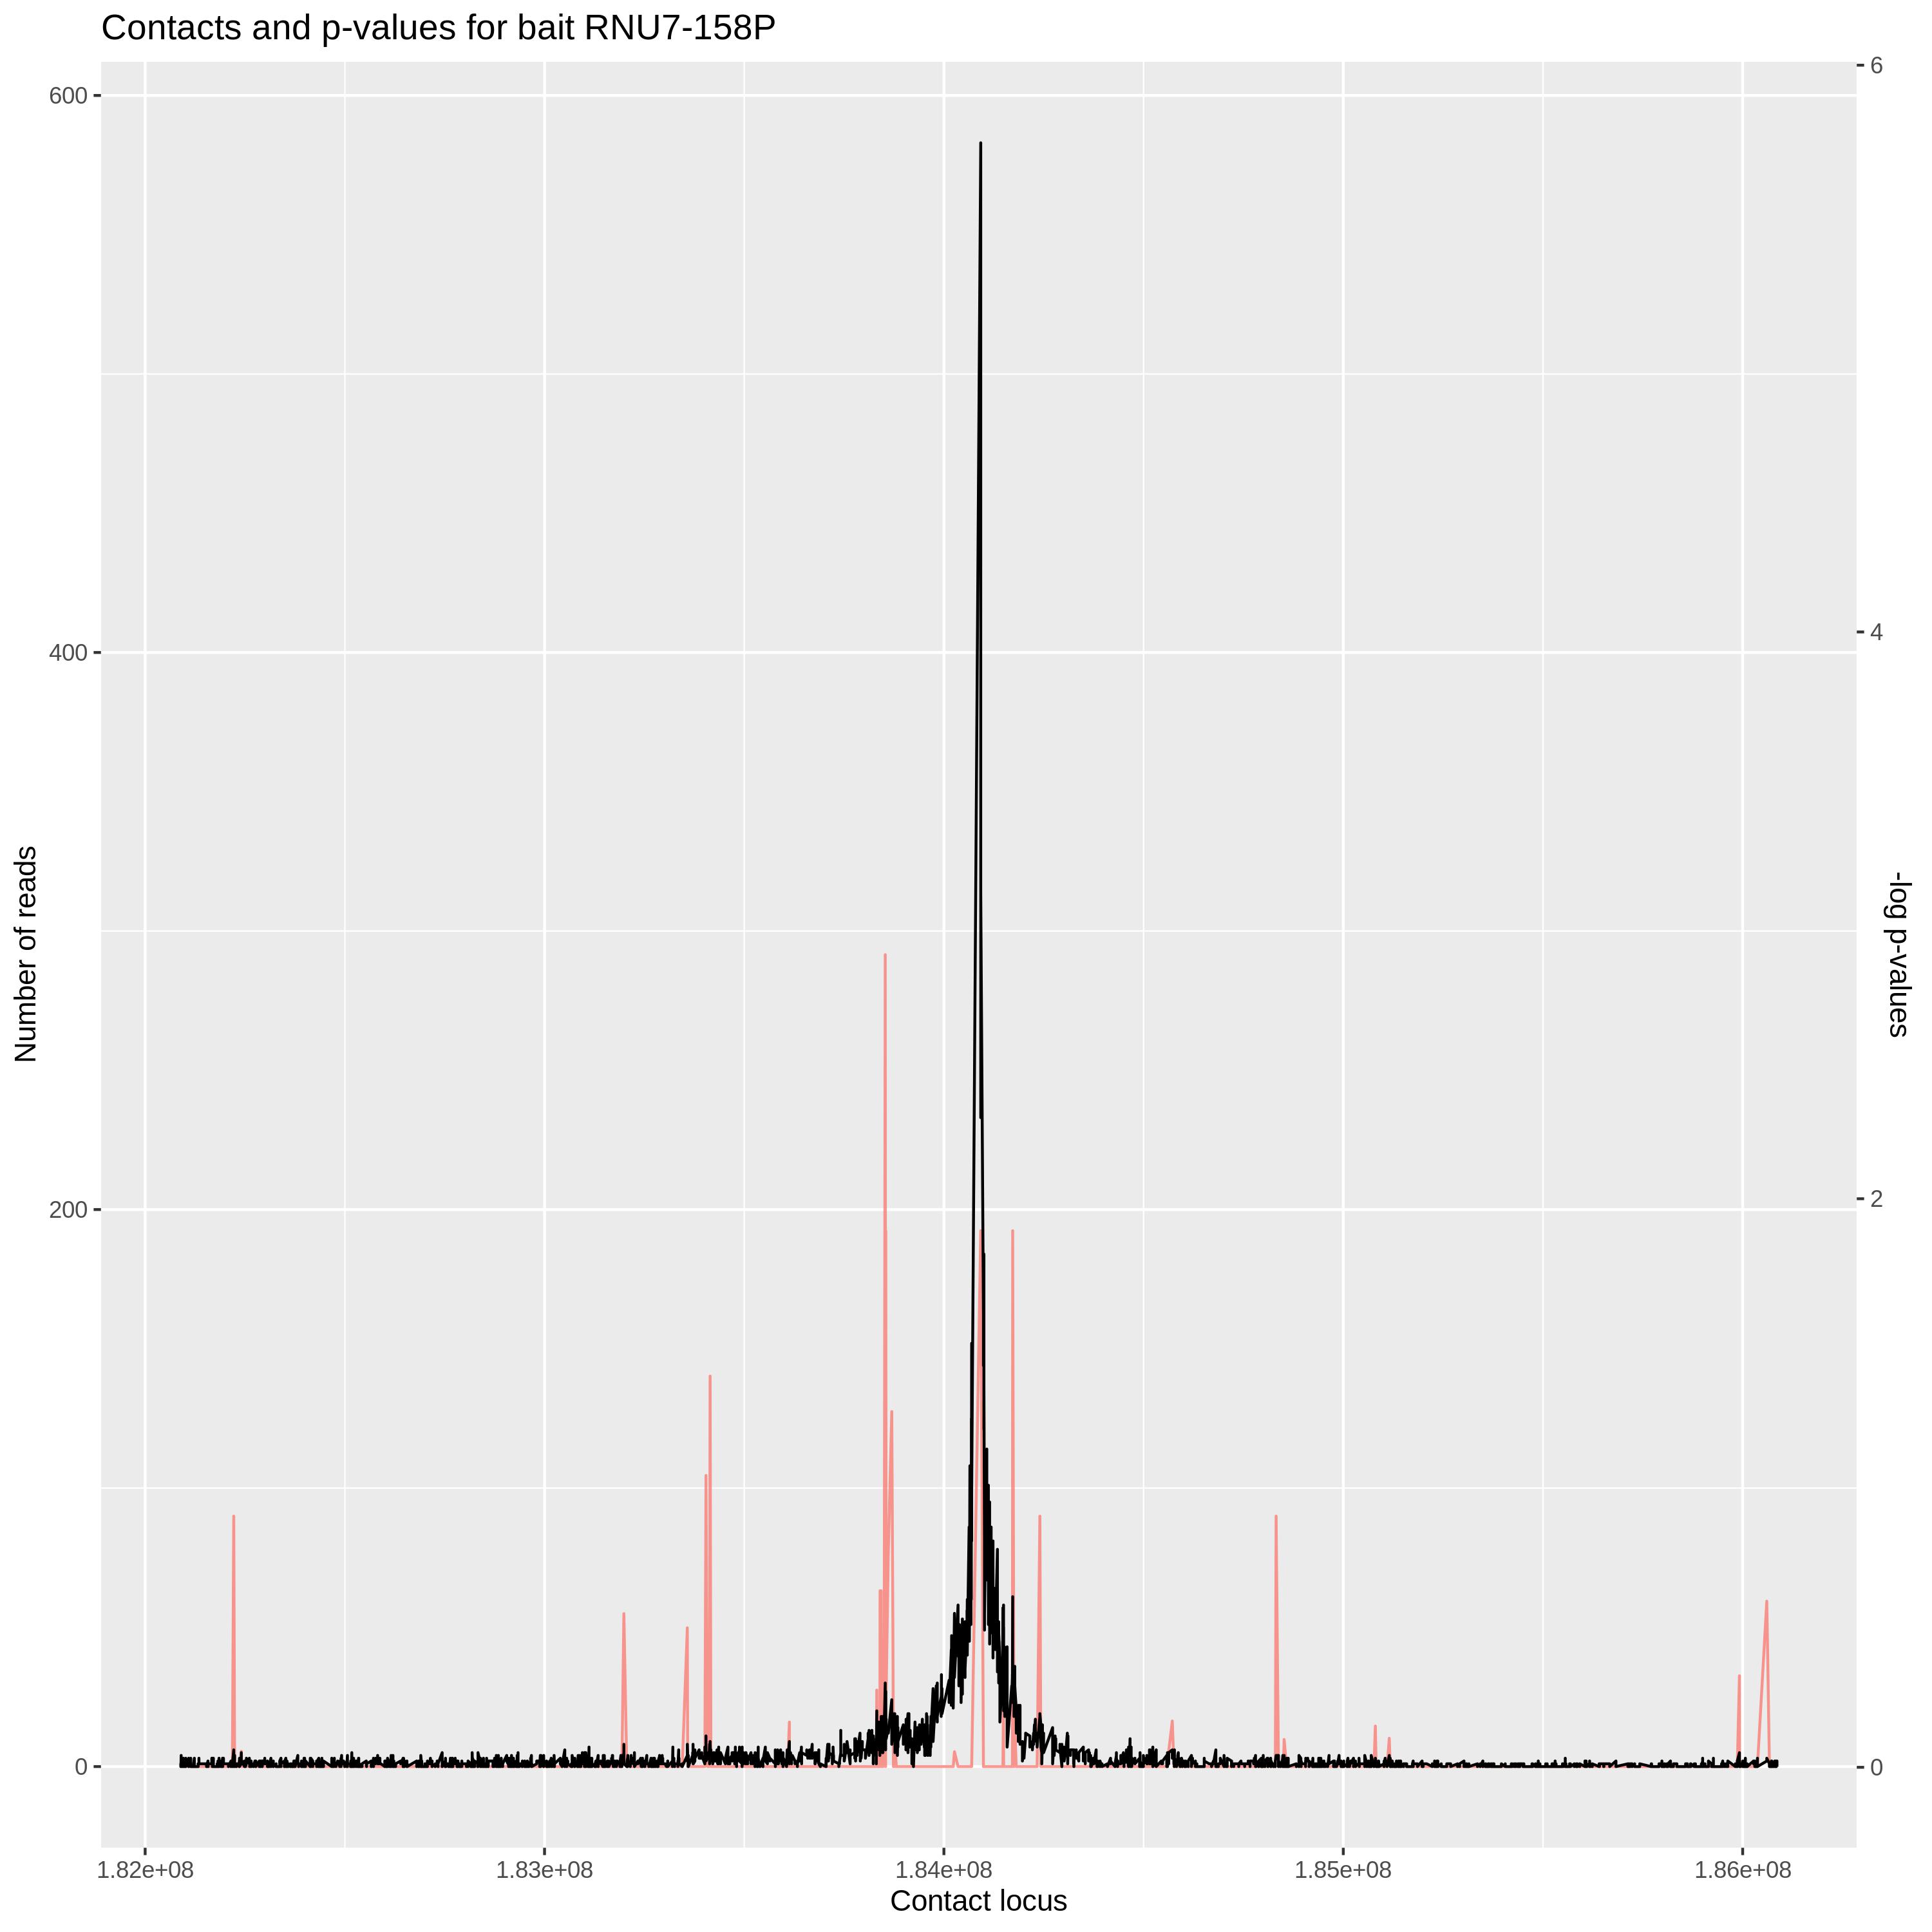 Contacts and p-values for bait RNU7-158P
600
400
200
0
Number of reads
6
4
2
0
-log p-values
1.82e+08
1.83e+08
1.84e+08
1.85e+08
1.86e+08
Contact locus